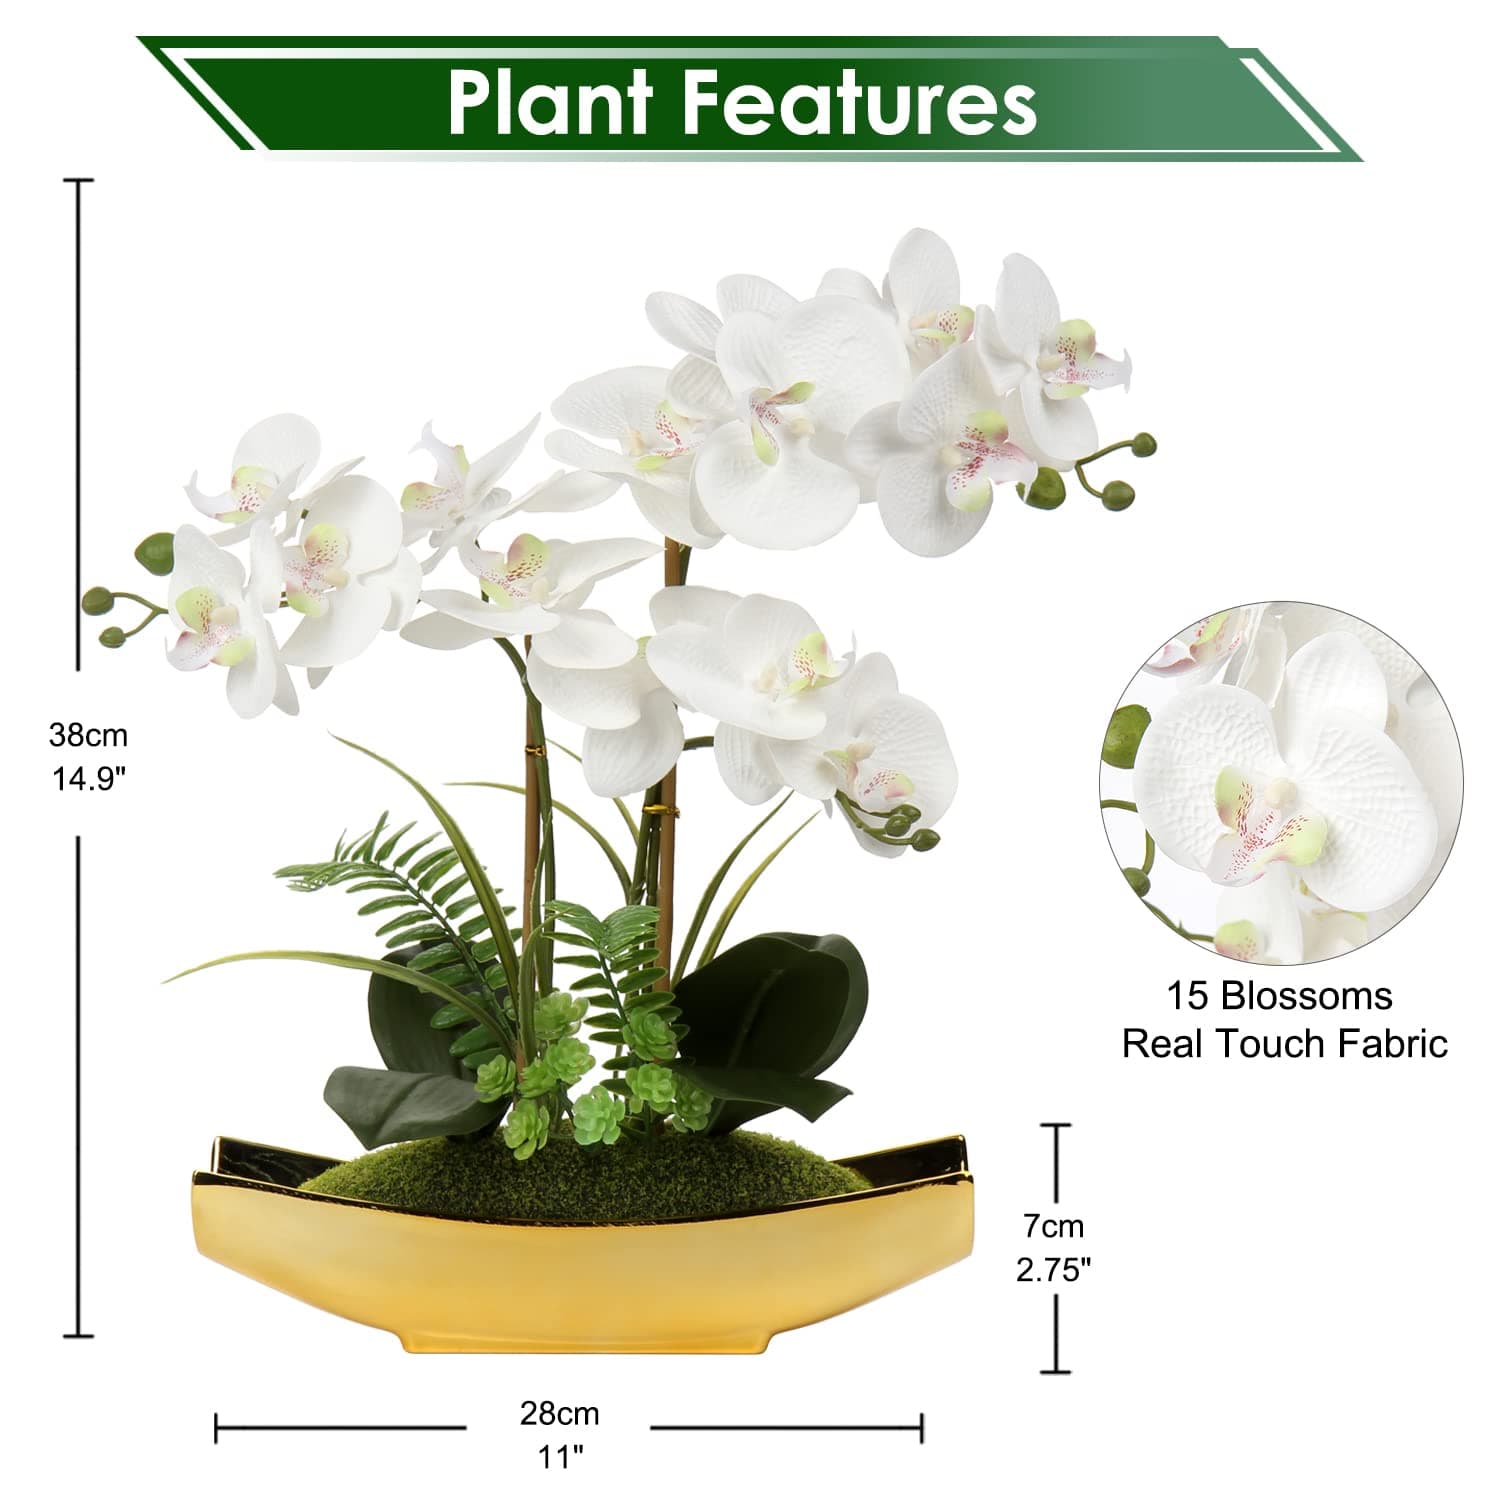 Plant Features
38cm
14.9"
15 Blossoms
Real Touch Fabric
7cm
2.75"
28cm
11"